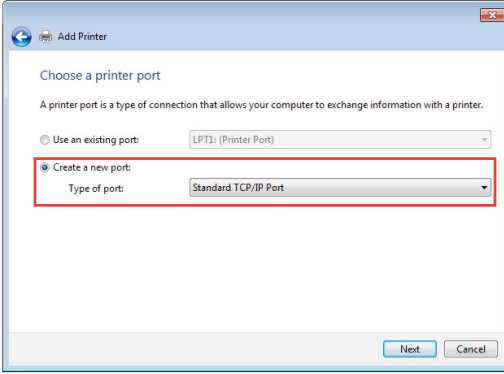 Add Printer
Choose a printer port
A printer port is a type of connection that allows your computer to exchange information with a printer.
Use an existing port: LPT1: (Printer Port)
Create a new port:
Type of port: Standard TCP/IP Port
Next Cancel